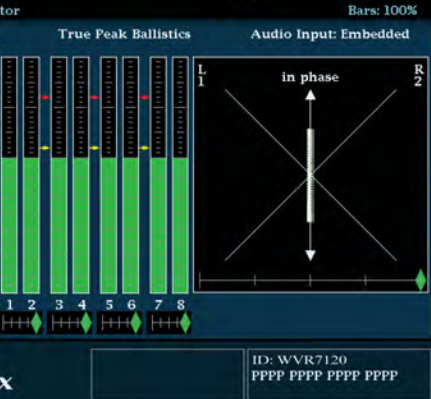 tor
Bars: 100%
True Peak Ballistics
Audio Input: Embedded
L
1
R
2
in phase
1 2 3 4 5 6 7 8
x
ID: WVR7120
PPPP PPPP PPPP PPPP